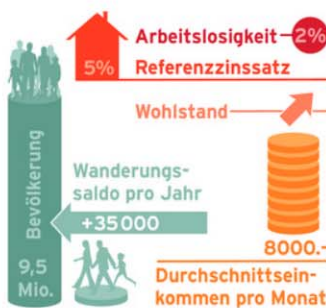 Arbeitslosigkeit 2%
5% Referenzzinssatz
Wohlstand
Bevölkerung
9,5
Mio.
Wanderungs-
saldo pro Jahr
+35000
8000.-
Durchschnittsein-
kommen pro Monat